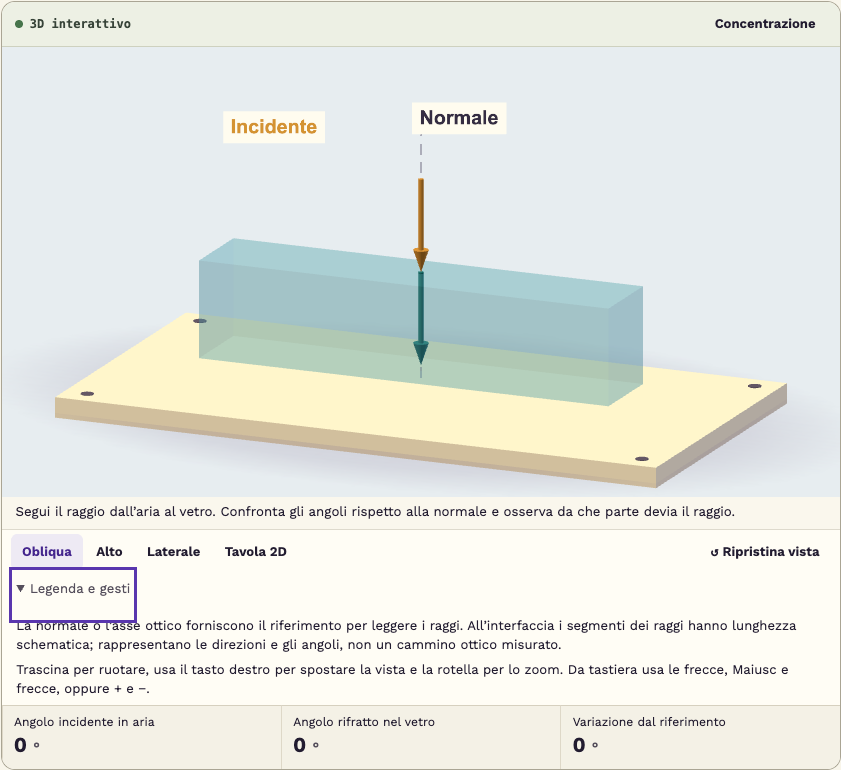 3D interattivo
Concentrazione
Incidente
Normale
Segui il raggio dall’aria al vetro. Confronta gli angoli rispetto alla normale e osserva da che parte devia il raggio.
Obliqua Alto Laterale Tavola 2D ↺ Ripristina vista
▼ Legenda e gesti
La normale o l’asse ottico forniscono il riferimento per leggere i raggi. All’interfaccia i segmenti dei raggi hanno lunghezza
schematica; rappresentano le direzioni e gli angoli, non un cammino ottico misurato.
Trascina per ruotare, usa il tasto destro per spostare la vista e la rotella per lo zoom. Da tastiera usa le frecce, Maiusc e
frecce, oppure + e −.
Angolo incidente in aria
0 °
Angolo rifratto nel vetro
0 °
Variazione dal riferimento
0 °